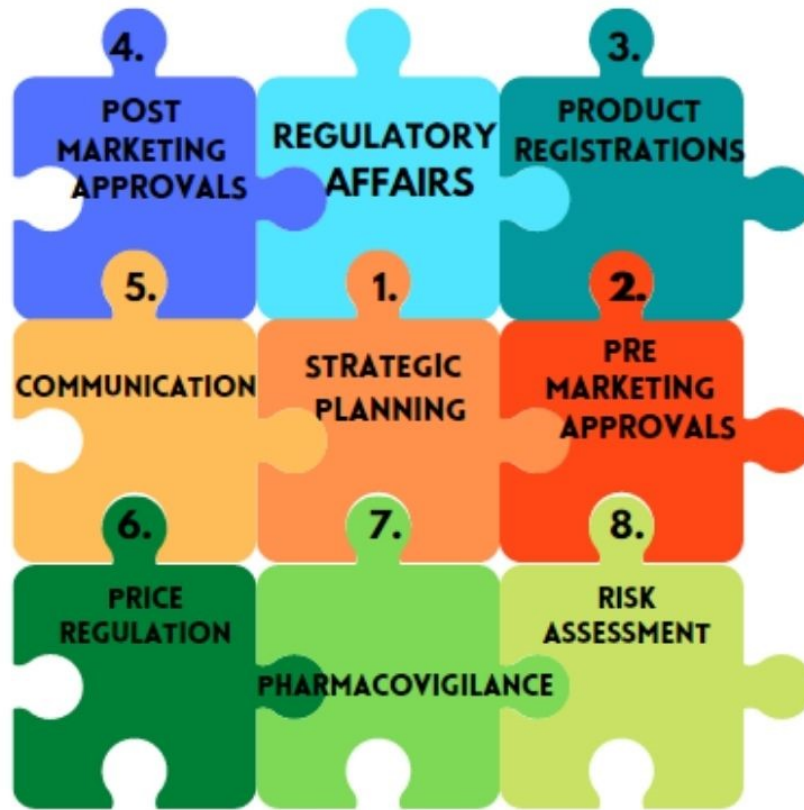 4.
POST
MARKETING
APPROVALS
REGULATORY
AFFAIRS
3.
PRODUCT
REGISTRATIONS
5.
COMMUNICATION
1.
STRATEGIC
PLANNING
2.
PRE
MARKETING
APPROVALS
6.
PRICE
REGULATION
7.
PHARMACOVIGILANCE
8.
RISK
ASSESSMENT